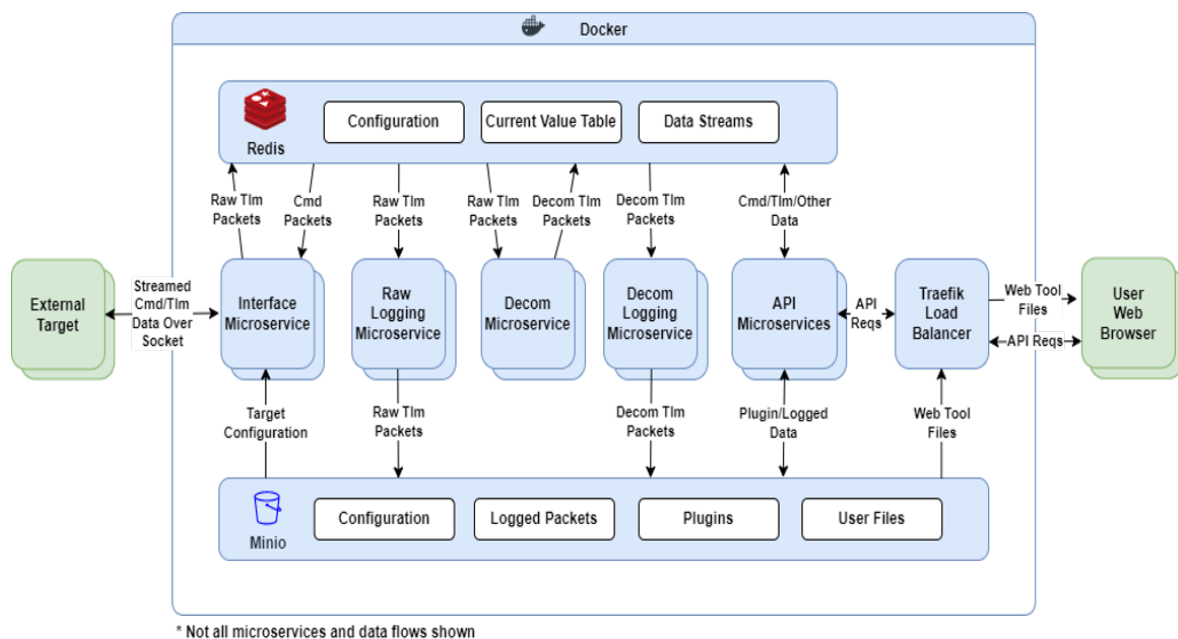 Docker
Redis
Configuration
Current Value Table
Data Streams
Raw Tlm
Packets
Cmd
Packets
Raw Tlm
Packets
Raw Tlm
Packets
Decom Tlm
Packets
Decom Tlm
Packets
Cmd/Tlm/Other
Data
External
Target
Streamed
Cmd/Tlm
Data Over
Socket
Interface
Microservice
Raw
Logging
Microservice
Decom
Microservice
Decom
Logging
Microservice
API
Microservices
API
Reqs
Traefik
Load
Balancer
Web Tool
Files
API Reqs
User
Web
Browser
Target
Configuration
Raw Tlm
Packets
Decom Tlm
Packets
Plugin/Logged
Data
Web Tool
Files
Minio
Configuration
Logged Packets
Plugins
User Files
* Not all microservices and data flows shown